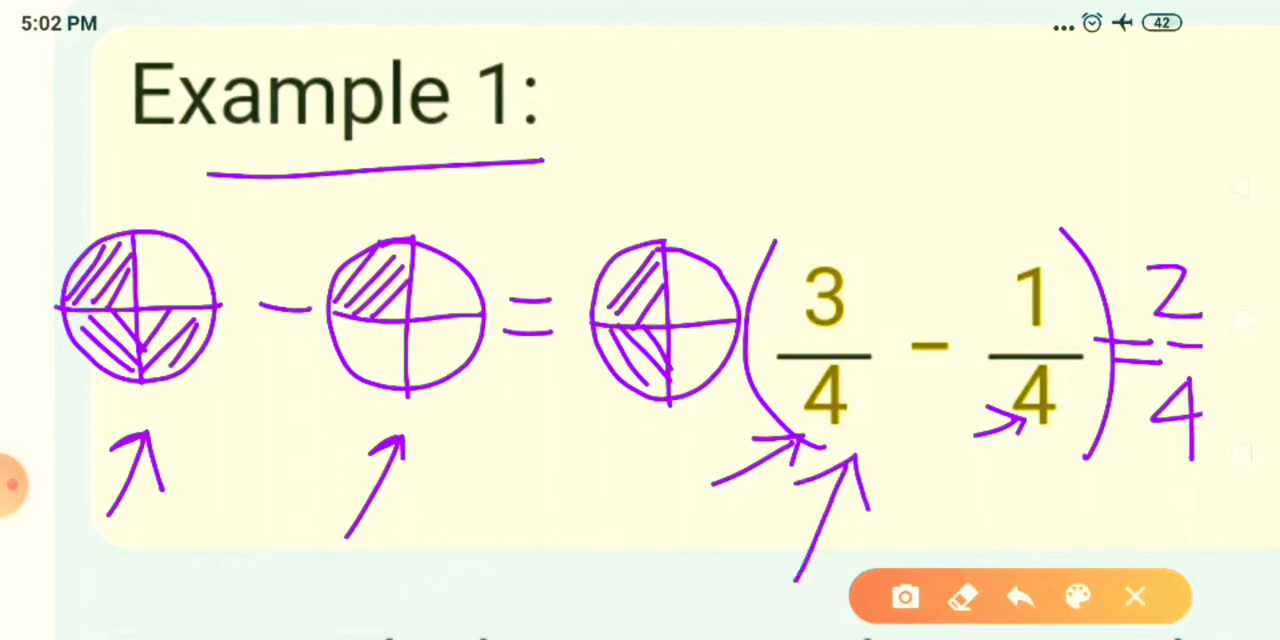 5:02 PM ... 42
Example 1:
- = (3/4 - 1/4) = 2/4